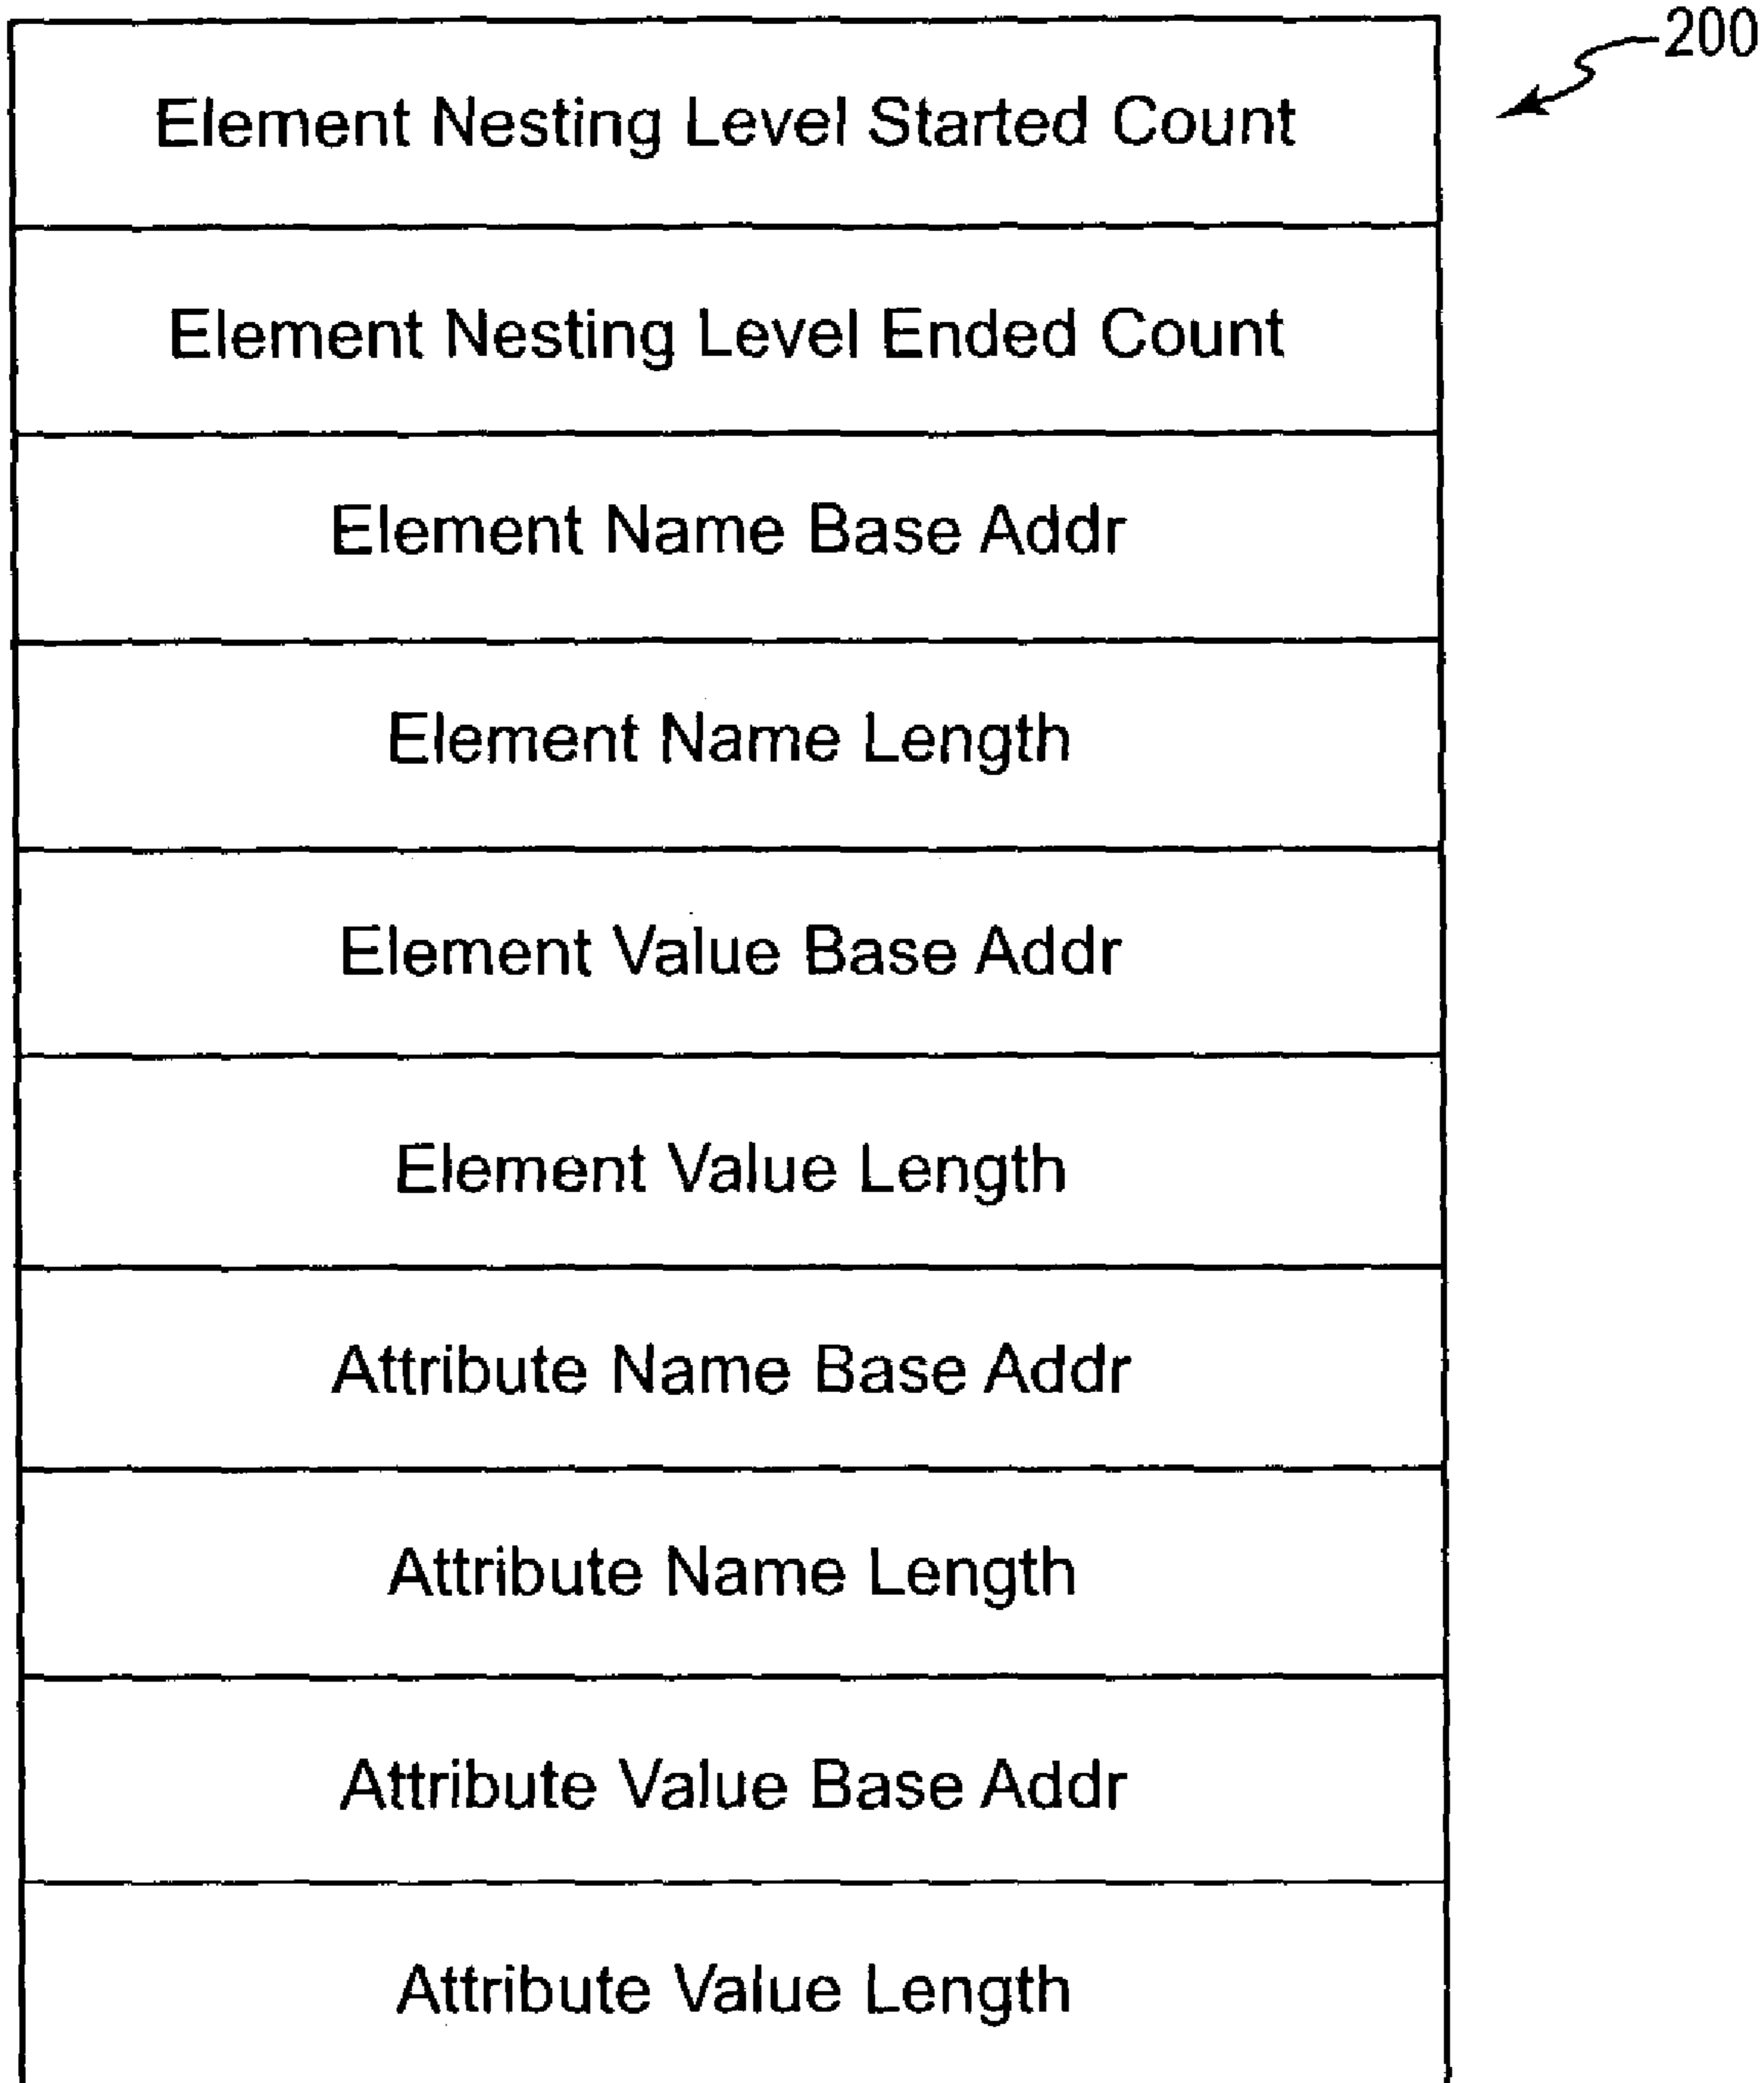 200
Element Nesting Level Started Count
Element Nesting Level Ended Count
Element Name Base Addr
Element Name Length
Element Value Base Addr
Element Value Length
Attribute Name Base Addr
Attribute Name Length
Attribute Value Base Addr
Attribute Value Length